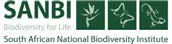 SANBI
Biodiversity for Life
South African National Biodiversity Institute